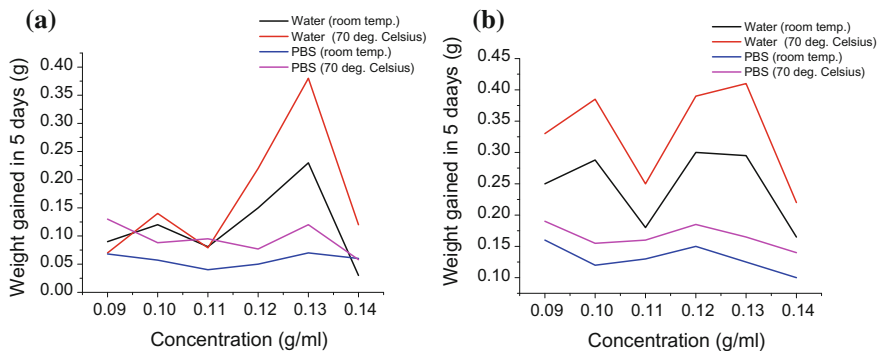 (a)
Water (room temp.)
Water (70 deg. Celsius)
PBS (room temp.)
PBS (70 deg. Celsius)
Weight gained in 5 days (g)
0.40
0.35
0.30
0.25
0.20
0.15
0.10
0.05
0.00
0.09 0.10 0.11 0.12 0.13 0.14
Concentration (g/ml)
(b)
Water (room temp.)
Water (70 deg. Celsius)
PBS (room temp.)
PBS (70 deg. Celsius)
Weight gained in 5 daays (g)
0.45
0.40
0.35
0.30
0.25
0.20
0.15
0.10
0.09 0.10 0.11 0.12 0.13 0.14
Concentration (g/ml)